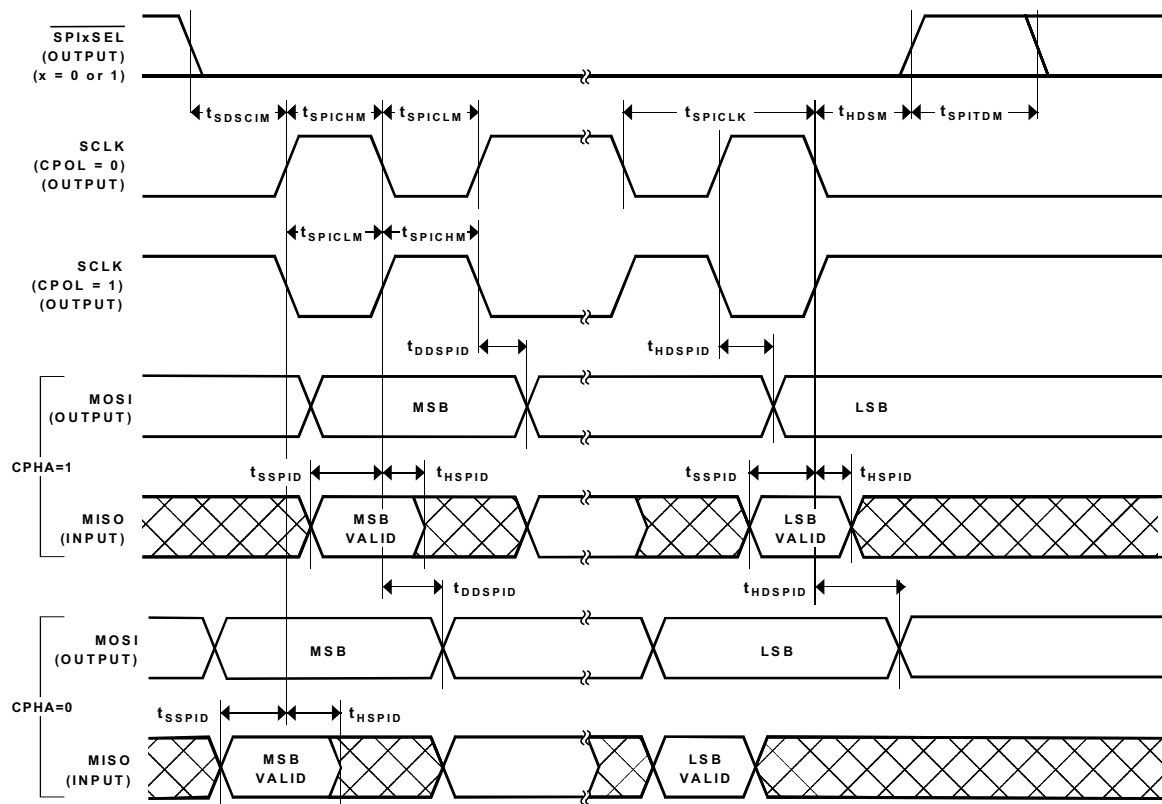 SPIxSEL
(OUTPUT)
(x = 0 or 1)
tSDSCIM tSPICHM tSPICLM tSPICLK tHDSM tSPITDM
SCLK
(CPOL = 0)
(OUTPUT)
tSPICLM tSPICHM
SCLK
(CPOL = 1)
(OUTPUT)
tDDSPID tHDSPID
MOSI
(OUTPUT)
MSB LSB
CPHA=1
tSSPID tHSPID tSSPID tHSPID
MISO
(INPUT)
MSB
VALID
LSB
VALID
tDDSPID tHDSPID
MOSI
(OUTPUT)
MSB LSB
CPHA=0
tSSPID tHSPID
MISO
(INPUT)
MSB
VALID
LSB
VALID